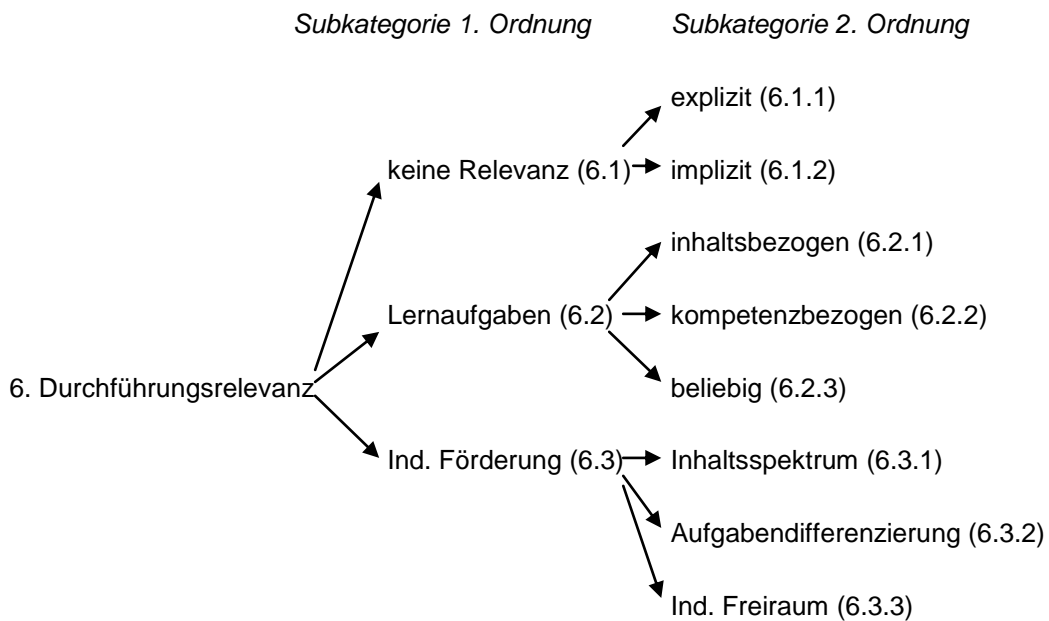 Subkategorie 1. Ordnung Subkategorie 2. Ordnung
explizit (6.1.1)
keine Relevanz (6.1) implizit (6.1.2)
inhaltsbezogen (6.2.1)
Lernaufgaben (6.2) kompetenzbezogen (6.2.2)
6. Durchführungsrelevanz beliebig (6.2.3)
Ind. Förderung (6.3) Inhaltsspektrum (6.3.1)
Aufgabendifferenzierung (6.3.2)
Ind. Freiraum (6.3.3)